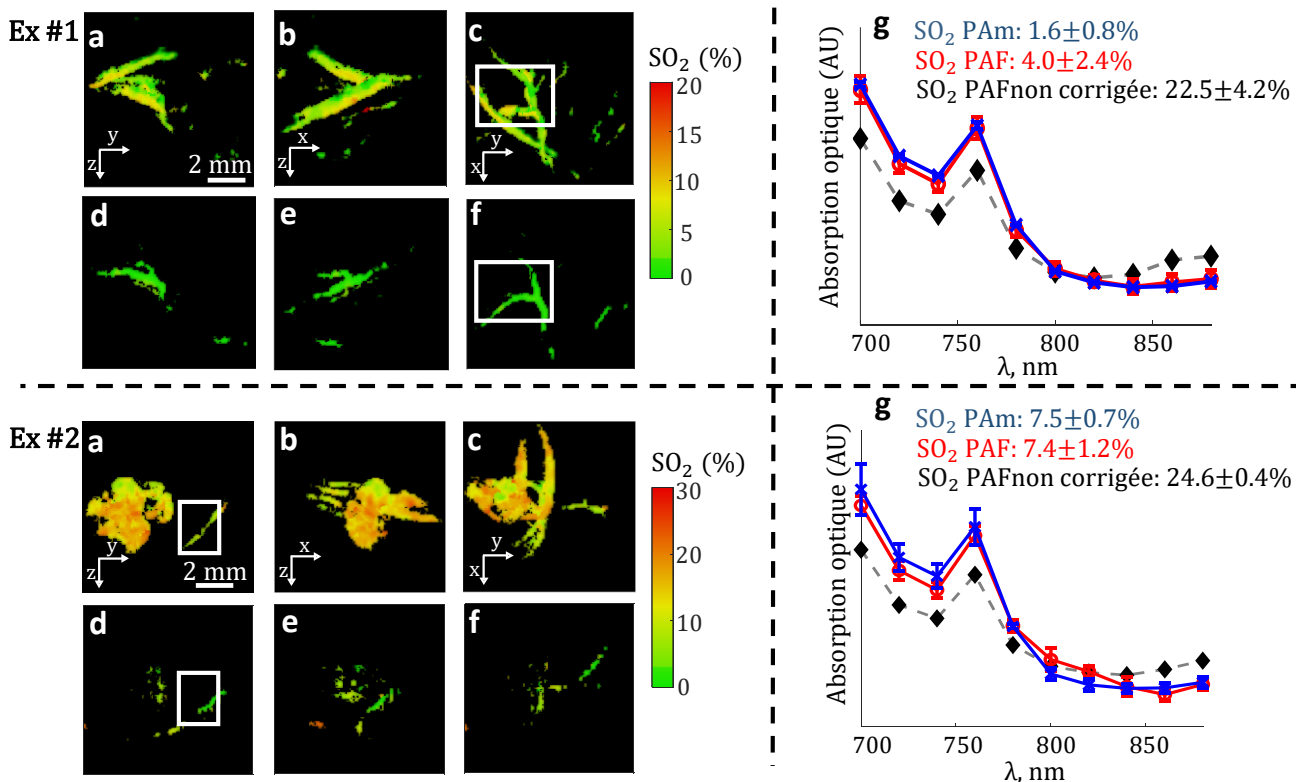 Ex #1
a
b
c
y
z
2 mm
x
z
y
x
SO₂ (%)
20
15
10
5
0
d
e
f
g
SO₂ PAm: 1.6±0.8%
SO₂ PAF: 4.0±2.4%
SO₂ PAFnon corrigée: 22.5±4.2%
Absorption optique (AU)
700
750
800
850
λ, nm
Ex #2
a
b
c
y
z
2 mm
x
z
y
x
SO₂ (%)
30
20
10
0
d
e
f
g
SO₂ PAm: 7.5±0.7%
SO₂ PAF: 7.4±1.2%
SO₂ PAFnon corrigée: 24.6±0.4%
Absorption optique (AU)
700
750
800
850
λ, nm